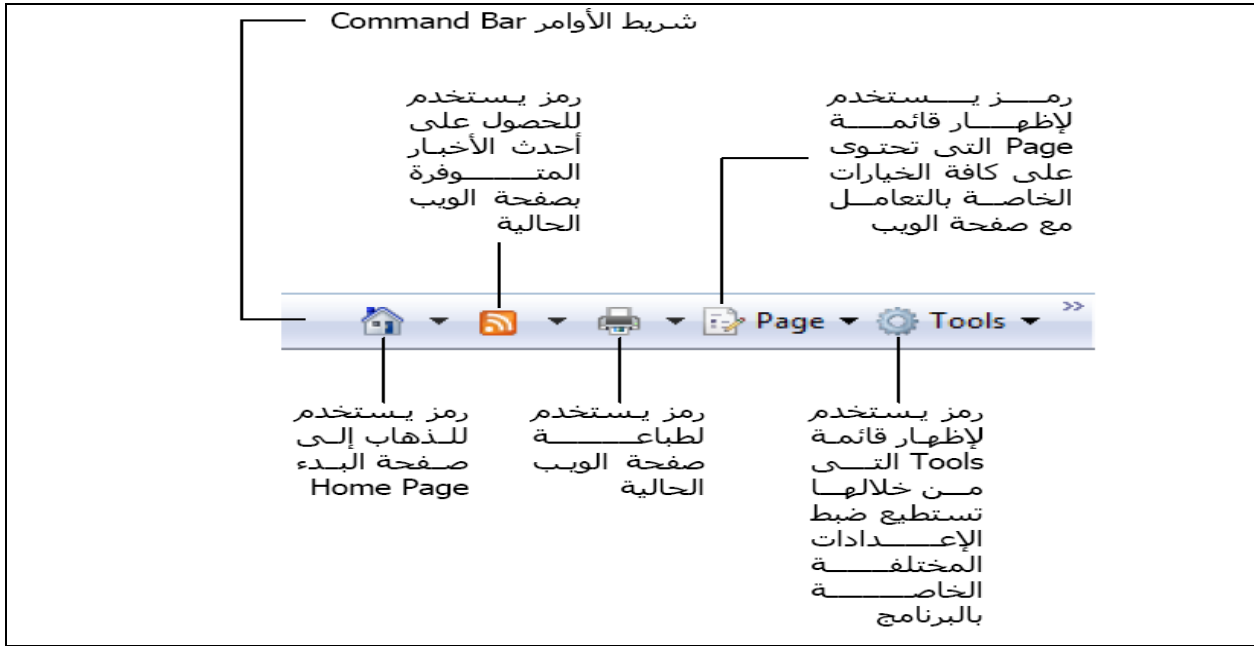 شريط الأوامر Command Bar
رمز يستخدم
لإظهار قائمة
Page التى تحتوى
على كافة الخيارات
الخاصة بالتعامل
مع صفحة الويب
رمز يستخدم
للحصول على
أحدث الأخبار
المتوفرة
بصفحة الويب
الحالية
Page
Tools
»
رمز يستخدم
للذهاب إلى
صفحة البدء
Home Page
رمز يستخدم
لطباعة
صفحة الويب
الحالية
رمز يستخدم
لإظهار قائمة
Tools التى
من خلالها
تستطيع ضبط
الإعدادات
المختلفة
الخاصة
بالبرنامج